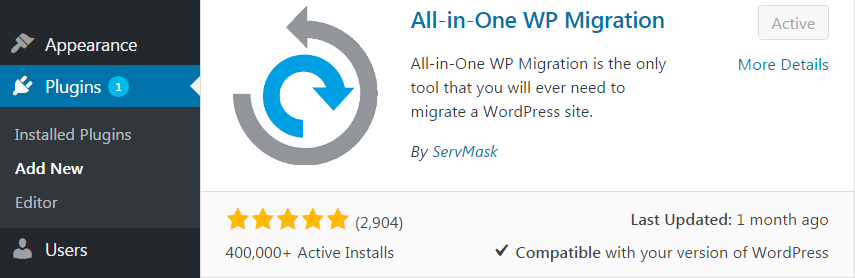 Appearance
Plugins 1
Installed Plugins
Add New
Editor
Users
All-in-One WP Migration
Active
More Details
All-in-One WP Migration is the only
tool that you will ever need to
migrate a WordPress site.
By ServMask
(2,904)
400,000+ Active Installs
Last Updated: 1 month ago
Compatible with your version of WordPress